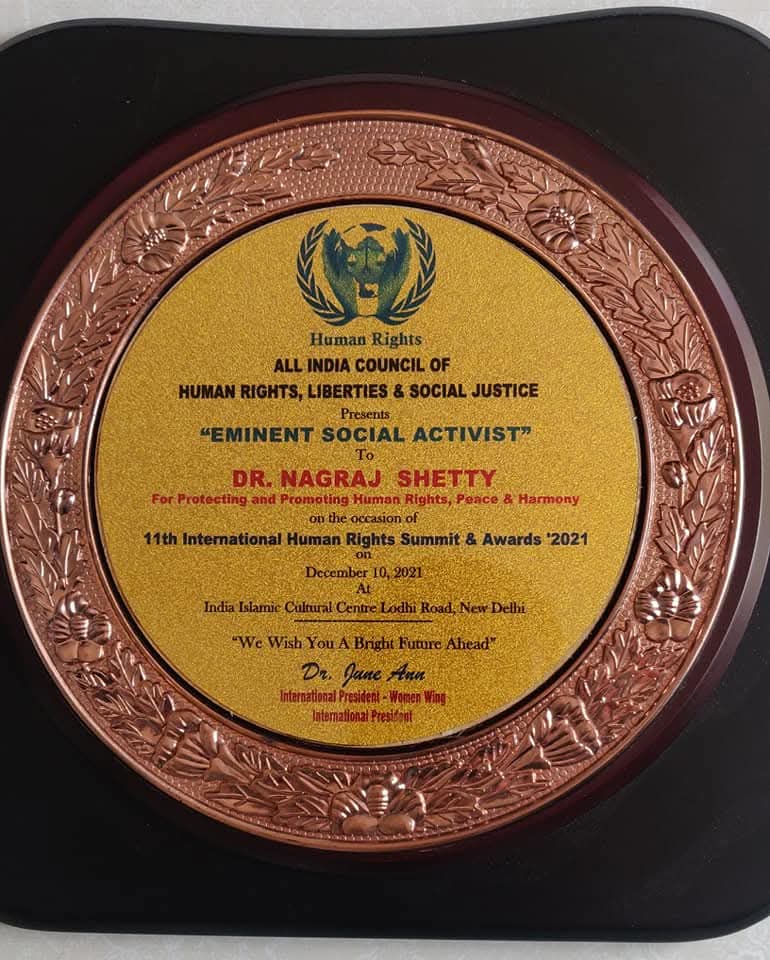 Human Rights
ALL INDIA COUNCIL OF
HUMAN RIGHTS, LIBERTIES & SOCIAL JUSTICE
Presents
“EMINENT SOCIAL ACTIVIST”
To
DR. NAGRAJ SHETTY
For Protecting and Promoting Human Rights, Peace & Harmony
on the occasion of
11th International Human Rights Summit & Awards '2021
on
December 10, 2021
At
India Islamic Cultural Centre Lodhi Road, New Delhi
“We Wish You A Bright Future Ahead”
Dr. June Ann
International President - Women Wing
International President